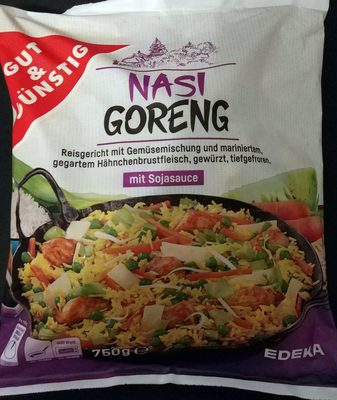 GUT
&
GÜNSTIG
NASI
GORENG
Reisgericht mit Gemüsemischung und mariniertem,
gegartem Hähnchenbrustfleisch, gewürzt, tiefgefroren.
mit Sojasauce
750g e
EDEKA